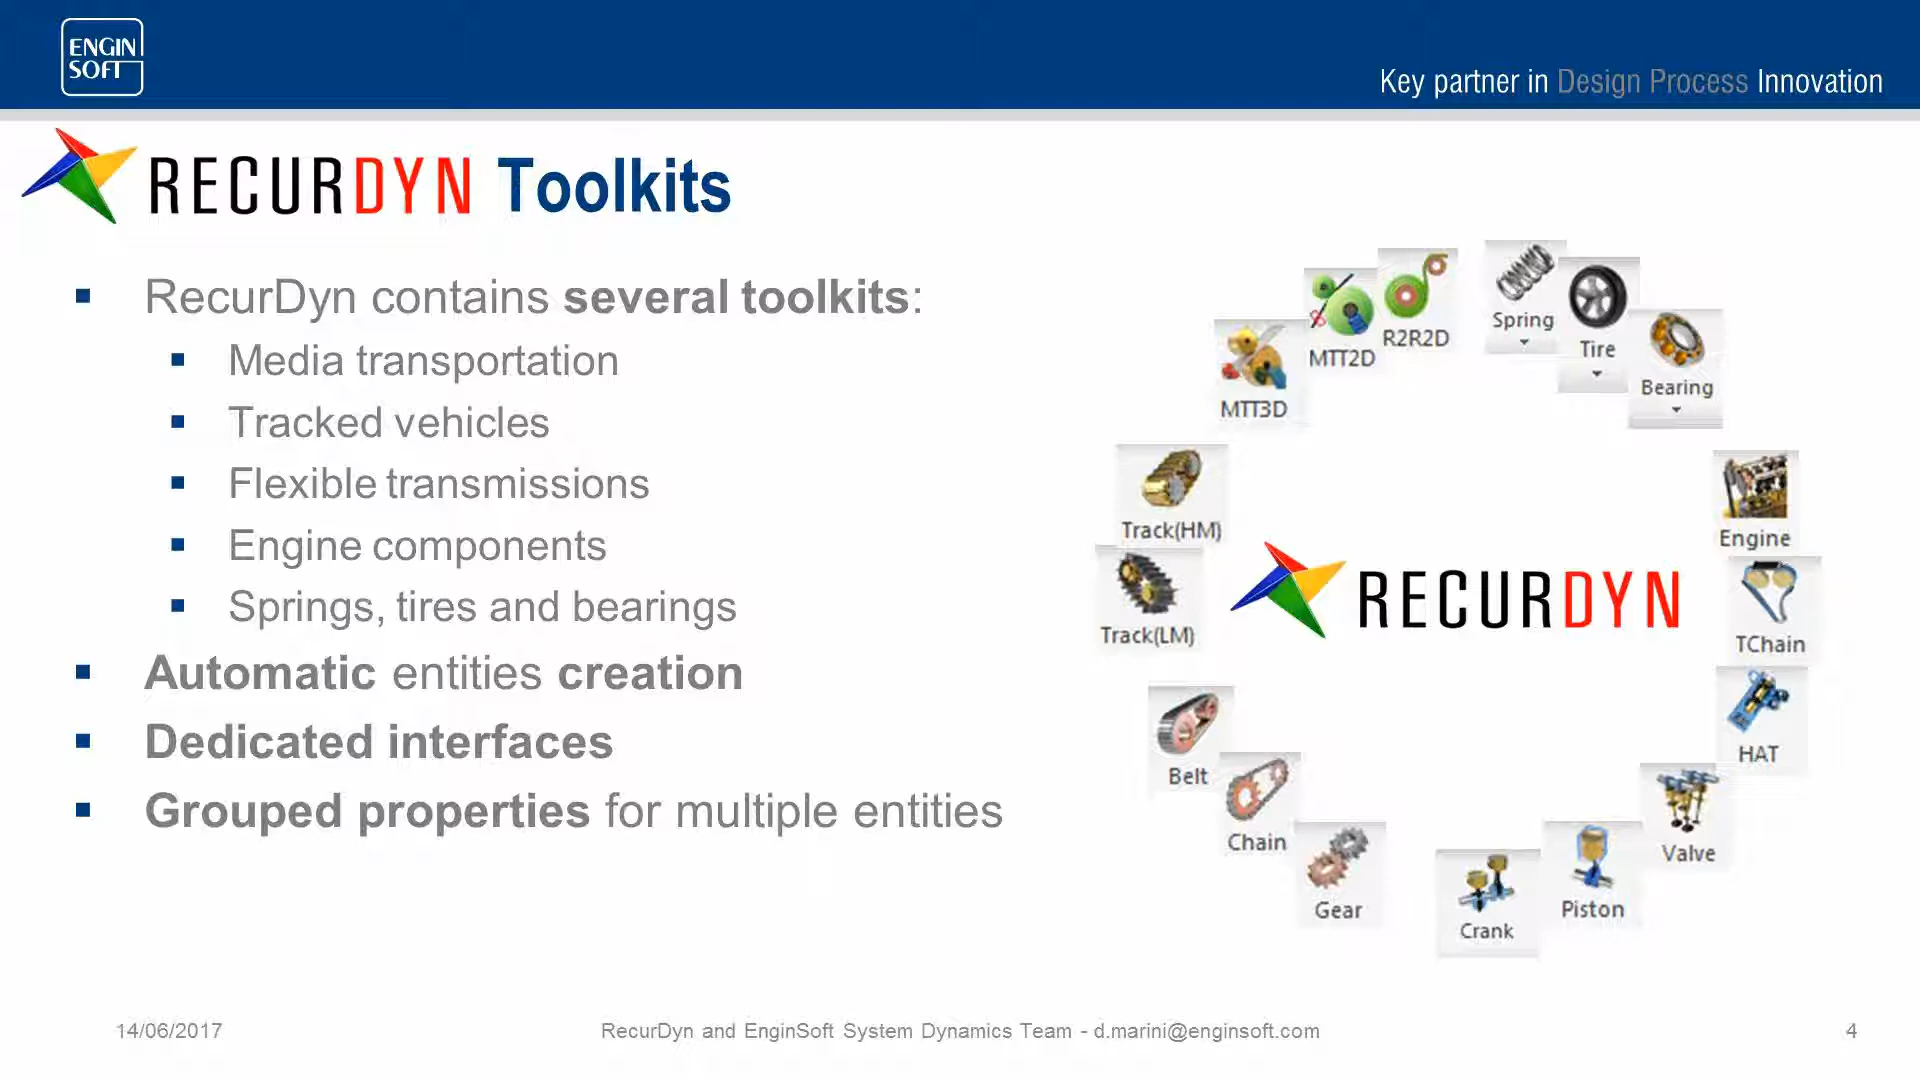 ENGIN
SOFT
Key partner in Design Process Innovation
RECURDYN Toolkits
RecurDyn contains several toolkits:
Media transportation
Tracked vehicles
Flexible transmissions
Engine components
Springs, tires and bearings
Automatic entities creation
Dedicated interfaces
Grouped properties for multiple entities
MTT3D
MTT2D
R2R2D
Spring
Tire
Bearing
Track(HM)
Engine
Track(LM)
RECURDYN
TChain
Belt
HAT
Chain
Valve
Gear
Crank
Piston
14/06/2017
RecurDyn and EnginSoft System Dynamics Team - d.marini@enginsoft.com
4